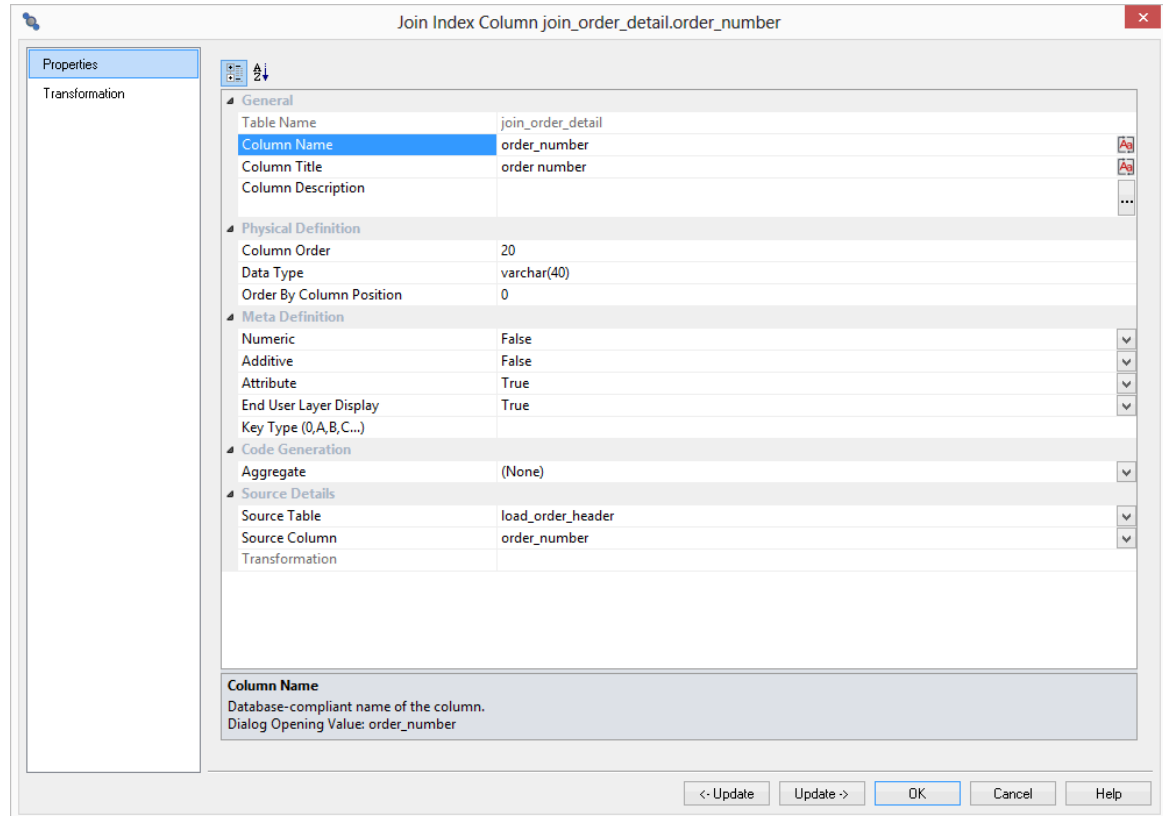 Join Index Column join_order_detail.order_number
Properties
Transformation
General
Table Name join_order_detail
Column Name order_number
Column Title order number
Column Description
...
Physical Definition
Column Order 20
Data Type varchar(40)
Order By Column Position 0
Meta Definition
Numeric False
Additive False
Attribute True
End User Layer Display True
Key Type (0,A,B,C...)
Code Generation
Aggregate (None)
Source Details
Source Table load_order_header
Source Column order_number
Transformation
Column Name
Database-compliant name of the column.
Dialog Opening Value: order_number
<- Update Update -> OK Cancel Help